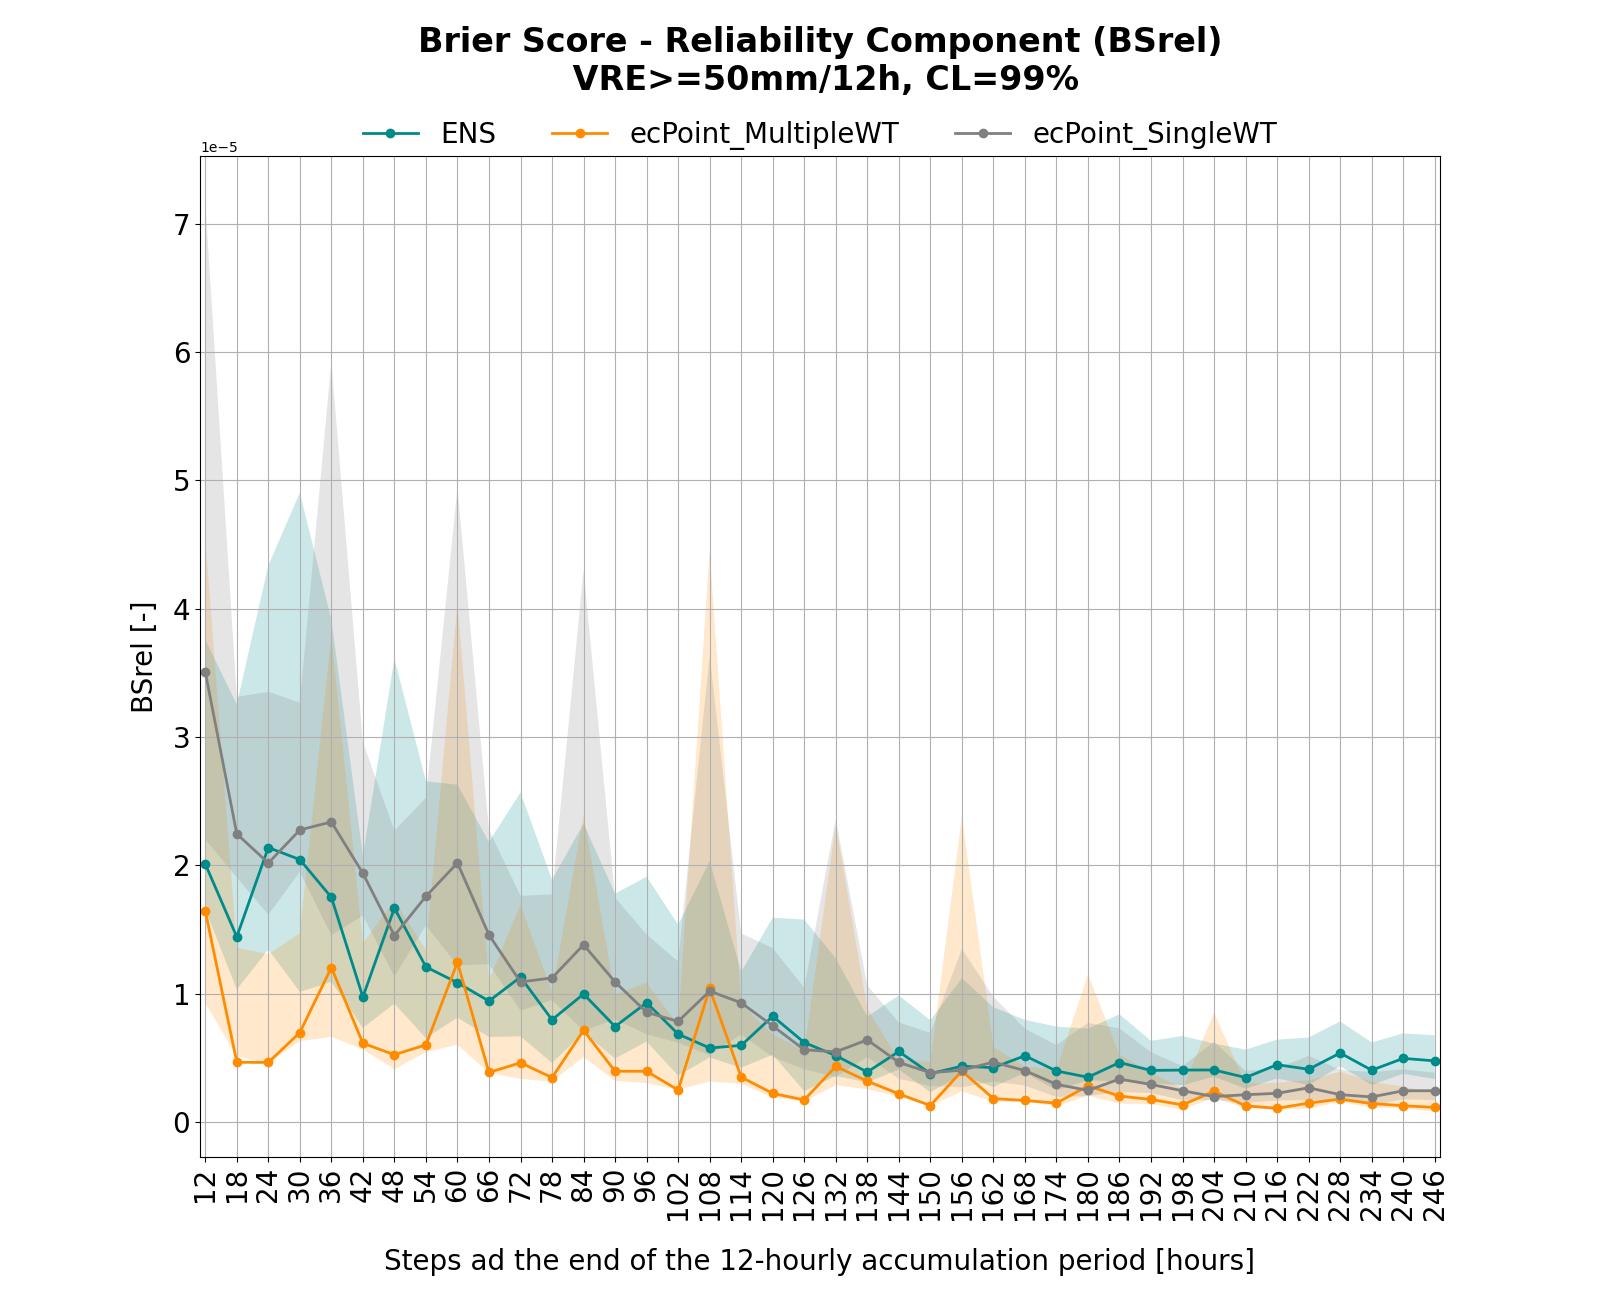 Brier Score - Reliability Component (BSrel)
VRE>=50mm/12h, CL=99%
ENS ecPoint_MultipleWT ecPoint_SingleWT
1e−5
7
6
5
4
3
2
1
0
BSrel [-]
12 18 24 30 36 42 48 54 60 66 72 78 84 90 96 102 108 114 120 126 132 138 144 150 156 162 168 174 180 186 192 198 204 210 216 222 228 234 240 246
Steps ad the end of the 12-hourly accumulation period [hours]